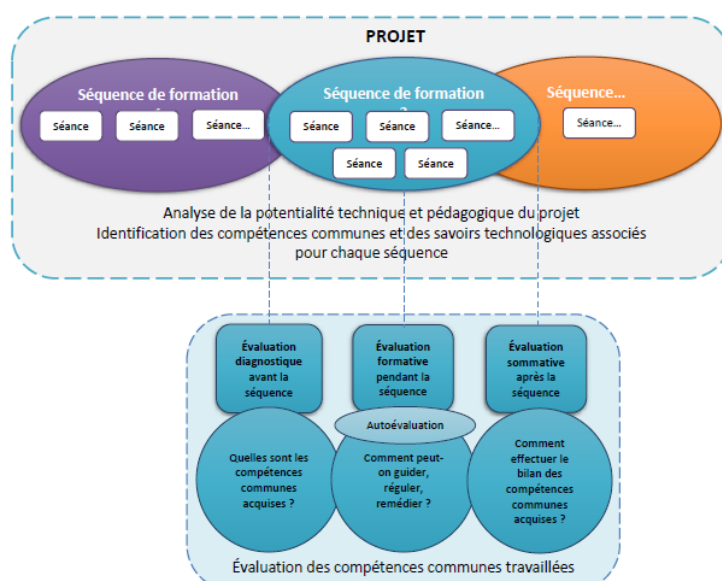 PROJET
Séquence de formation
Séance
Séance
Séance...
Séquence de formation
Séance
Séance
Séance...
Séance
Séance
Séquence...
Séance...
Analyse de la potentialité technique et pédagogique du projet
Identification des compétences communes et des savoirs technologiques associés
pour chaque séquence
Évaluation
diagnostique
avant la
séquence
Évaluation
formative
pendant la
séquence
Évaluation
sommative
après la
séquence
Autoévaluation
Quelles sont les
compétences
communes
acquises ?
Comment peut-
on guider,
réguler,
remédier ?
Comment
effectuer le
bilan des
compétences
communes
acquises ?
Évaluation des compétences communes travaillées